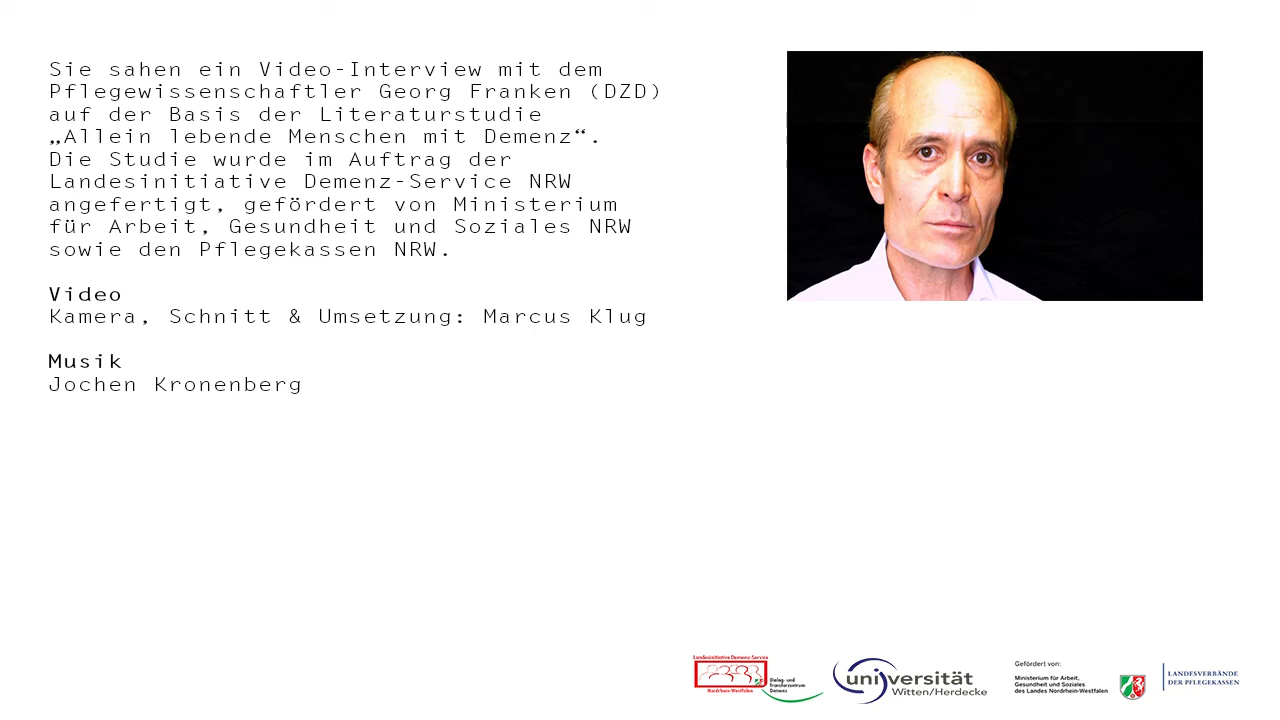 Sie sahen ein Video-Interview mit dem
Pflegewissenschaftler Georg Franken (DZD)
auf der Basis der Literaturstudie
„Allein lebende Menschen mit Demenz“.
Die Studie wurde im Auftrag der
Landesinitiative Demenz-Service NRW
angefertigt, gefördert von Ministerium
für Arbeit, Gesundheit und Soziales NRW
sowie den Pflegekassen NRW.
Video
Kamera, Schnitt & Umsetzung: Marcus Klug
Musik
Jochen Kronenberg
Landesinitiative Demenz-Service
Nordrhein-Westfalen
Dialog- und
Transferzentrum
Demenz
universität
Witten/Herdecke
Gefördert von:
Ministerium für Arbeit,
Gesundheit und Soziales
des Landes Nordrhein-Westfalen
LANDESVERBÄNDE
DER PFLEGEKASSEN